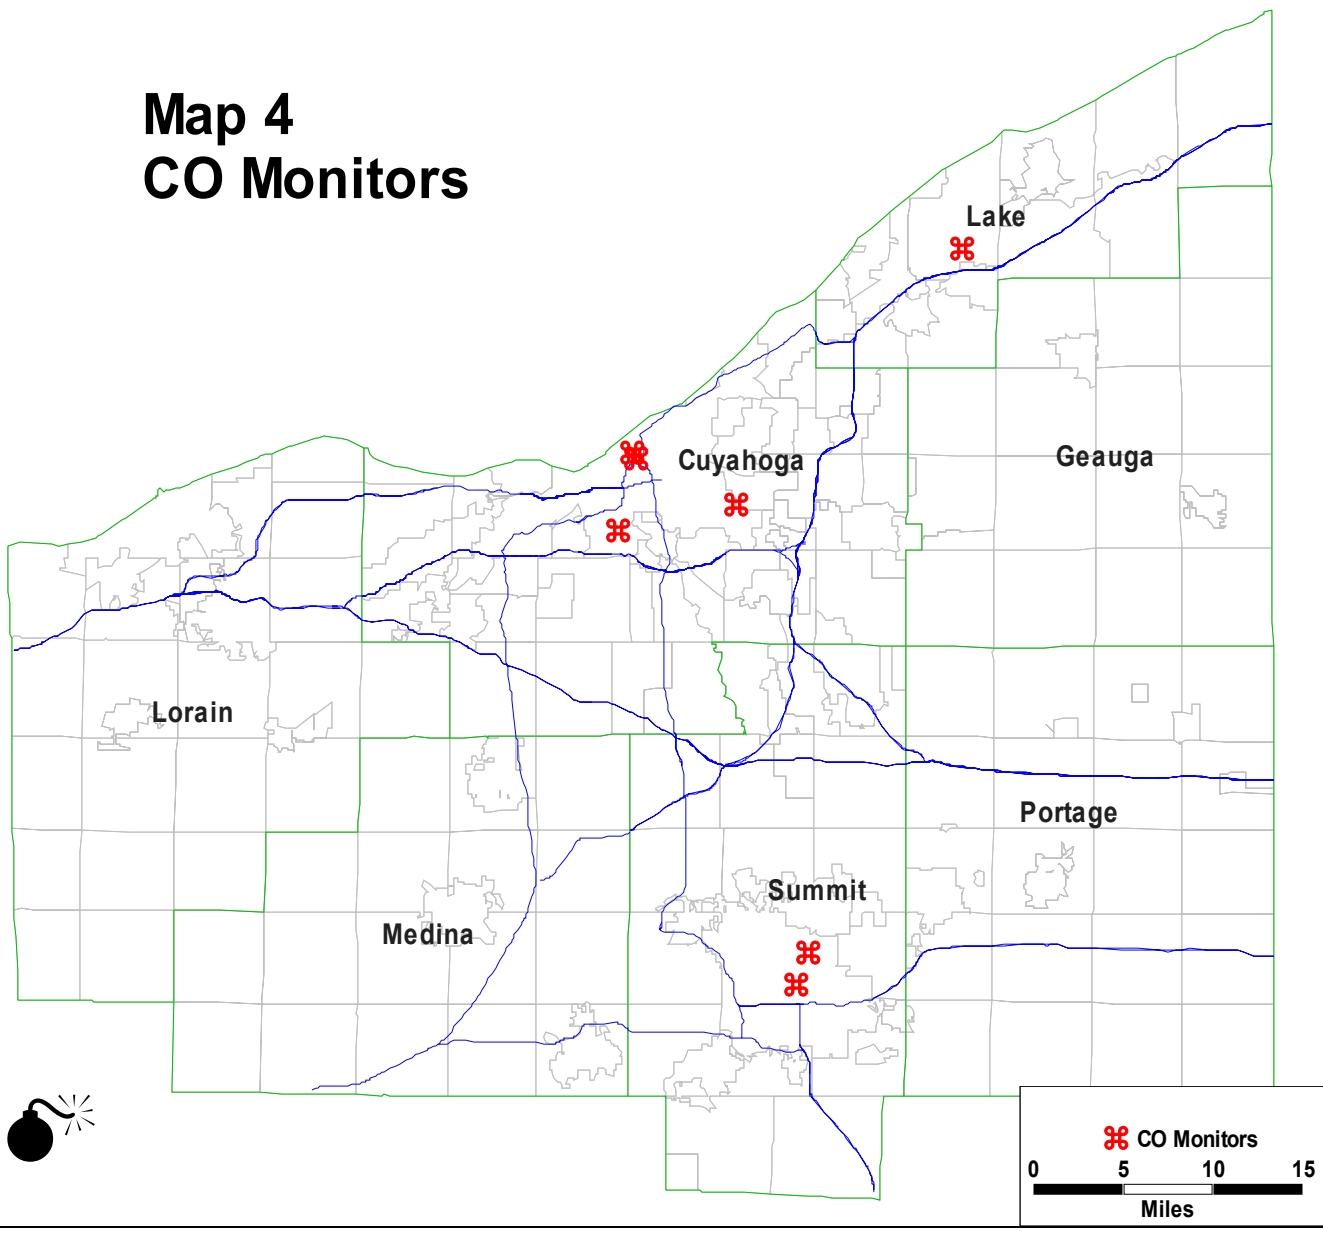 Map 4
CO Monitors
Lake
Cuyahoga
Geauga
Lorain
Portage
Summit
Medina
CO Monitors
0 5 10 15
Miles